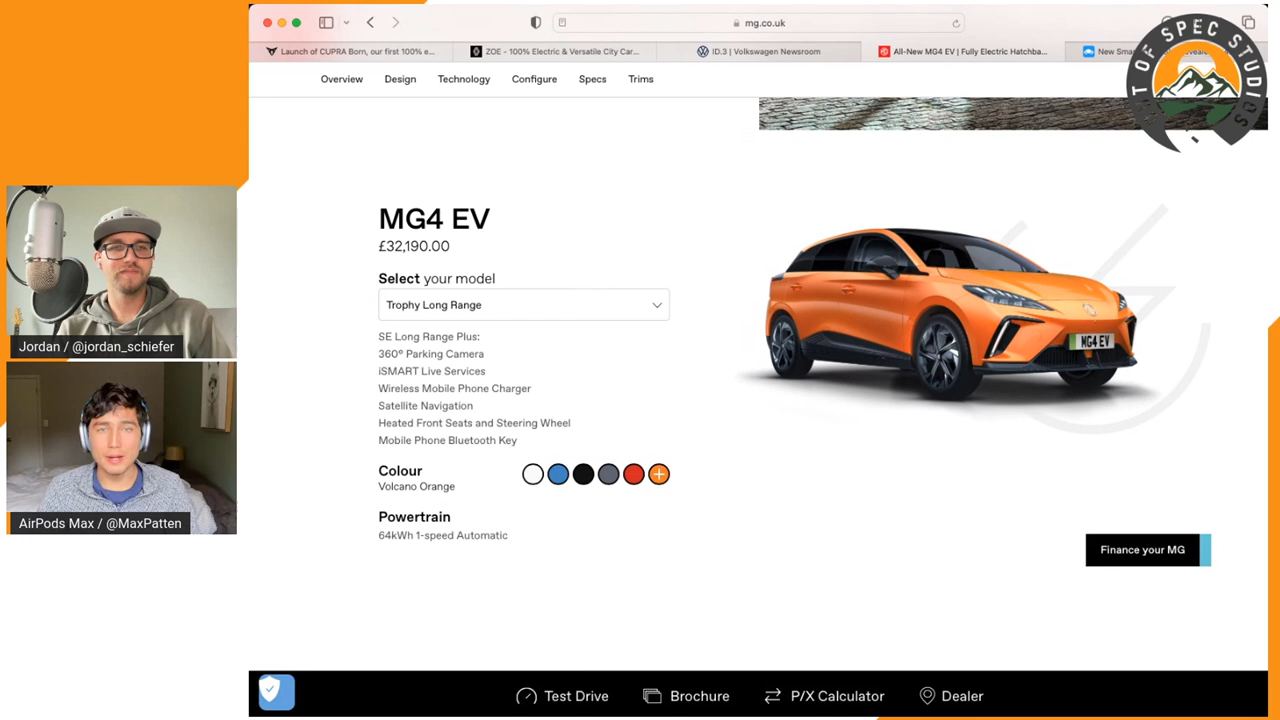 mg.co.uk
Launch of CUPRA Born, our first 100% e...
ZOE - 100% Electric & Versatile City Car...
ID.3 | Volkswagen Newsroom
All-New MG4 EV | Fully Electric Hatchba...
New Sma
OF SPEC STUDIOS
Overview
Design
Technology
Configure
Specs
Trims
MG4 EV
£32,190.00
Select your model
Trophy Long Range
SE Long Range Plus:
360º Parking Camera
iSMART Live Services
Wireless Mobile Phone Charger
Satellite Navigation
Heated Front Seats and Steering Wheel
Mobile Phone Bluetooth Key
Colour
Volcano Orange
Powertrain
64kWh 1-speed Automatic
MG4 EV
Finance your MG
Jordan / @jordan_schiefer
AirPods Max / @MaxPatten
Test Drive
Brochure
P/X Calculator
Dealer